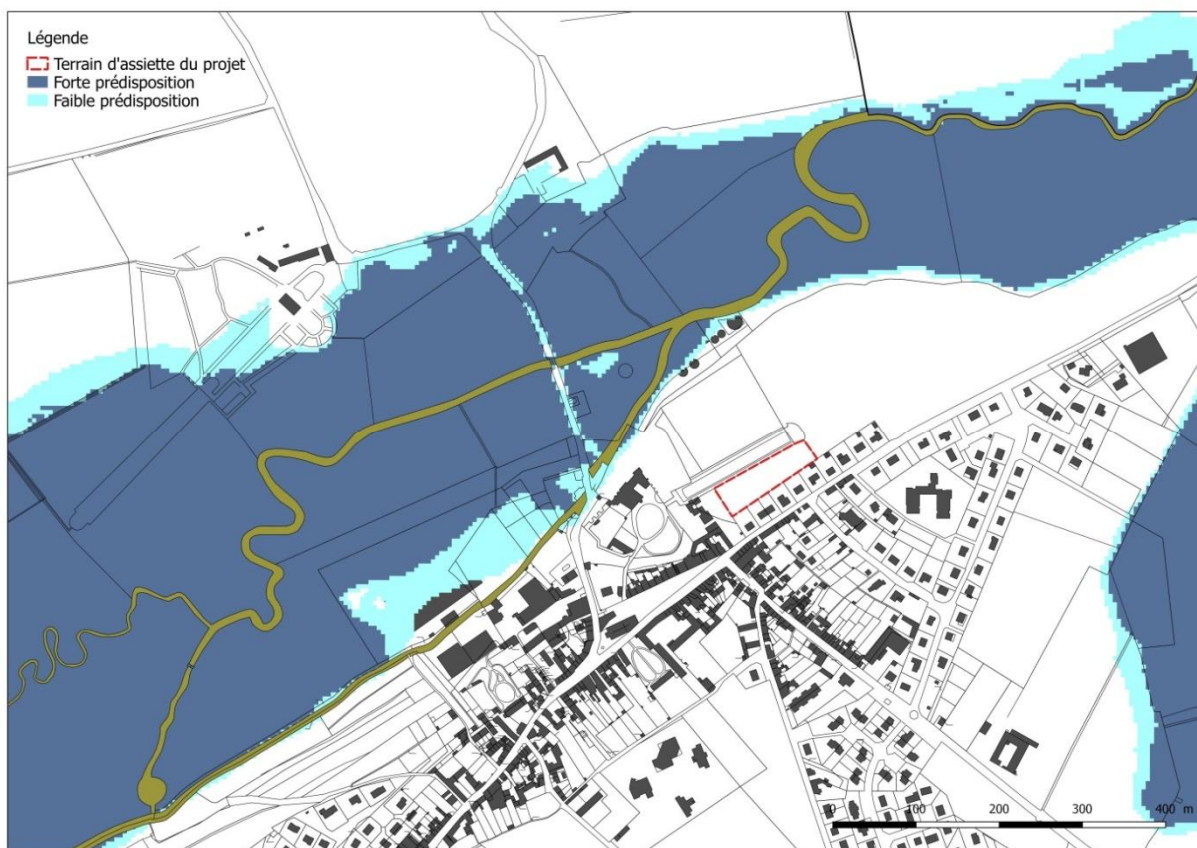 Légende
Terrain d'assiette du projet
Forte prédisposition
Faible prédisposition
0 100 200 300 400 m